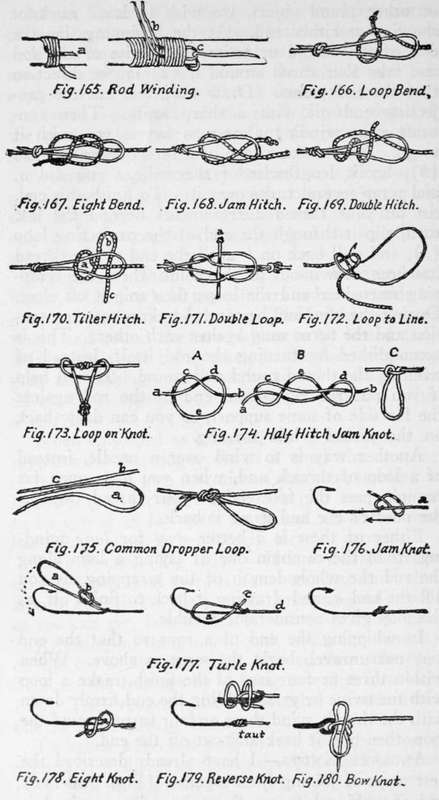 a b c
Fig. 165. Rod Winding.
Fig. 166. Loop Bend.
Fig. 167. Eight Bend.
Fig. 168. Jam Hitch.
Fig. 169. Double Hitch.
a b a
Fig. 170. Tiller Hitch.
Fig. 171. Double Loop.
Fig. 172. Loop to Line.
A B
c d e a c e d b
Fig. 173. Loop on Knot.
Fig. 174. Half Hitch Jam Knot.
c b a a
Fig. 175. Common Dropper Loop.
Fig. 176. Jam Knot.
a b a c d
Fig. 177. Turle Knot.
taut
Fig. 178. Eight Knot.
Fig. 179. Reverse Knot.
Fig. 180. Bow Knot.